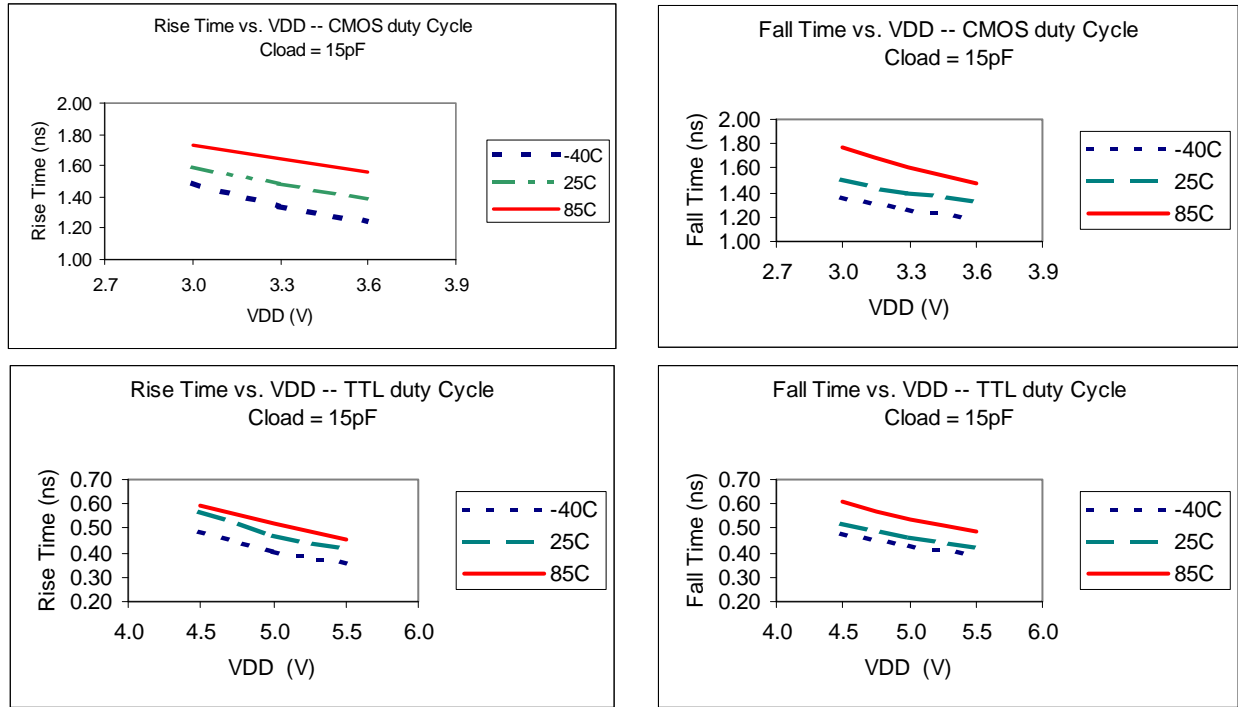 Rise Time vs. VDD -- CMOS duty Cycle
Cload = 15pF
Rise Time (ns)
2.00
1.80
1.60
1.40
1.20
1.00
2.7 3.0 3.3 3.6 3.9
VDD (V)
-40C
25C
85C
Fall Time vs. VDD -- CMOS duty Cycle
Cload = 15pF
Fall Time (ns)
2.00
1.80
1.60
1.40
1.20
1.00
2.7 3.0 3.3 3.6 3.9
VDD (V)
-40C
25C
85C
Rise Time vs. VDD -- TTL duty Cycle
Cload = 15pF
Rise Time (ns)
0.70
0.60
0.50
0.40
0.30
0.20
4.0 4.5 5.0 5.5 6.0
VDD (V)
-40C
25C
85C
Fall Time vs. VDD -- TTL duty Cycle
Cload = 15pF
Fall Time (ns)
0.70
0.60
0.50
0.40
0.30
0.20
4.0 4.5 5.0 5.5 6.0
VDD (V)
-40C
25C
85C